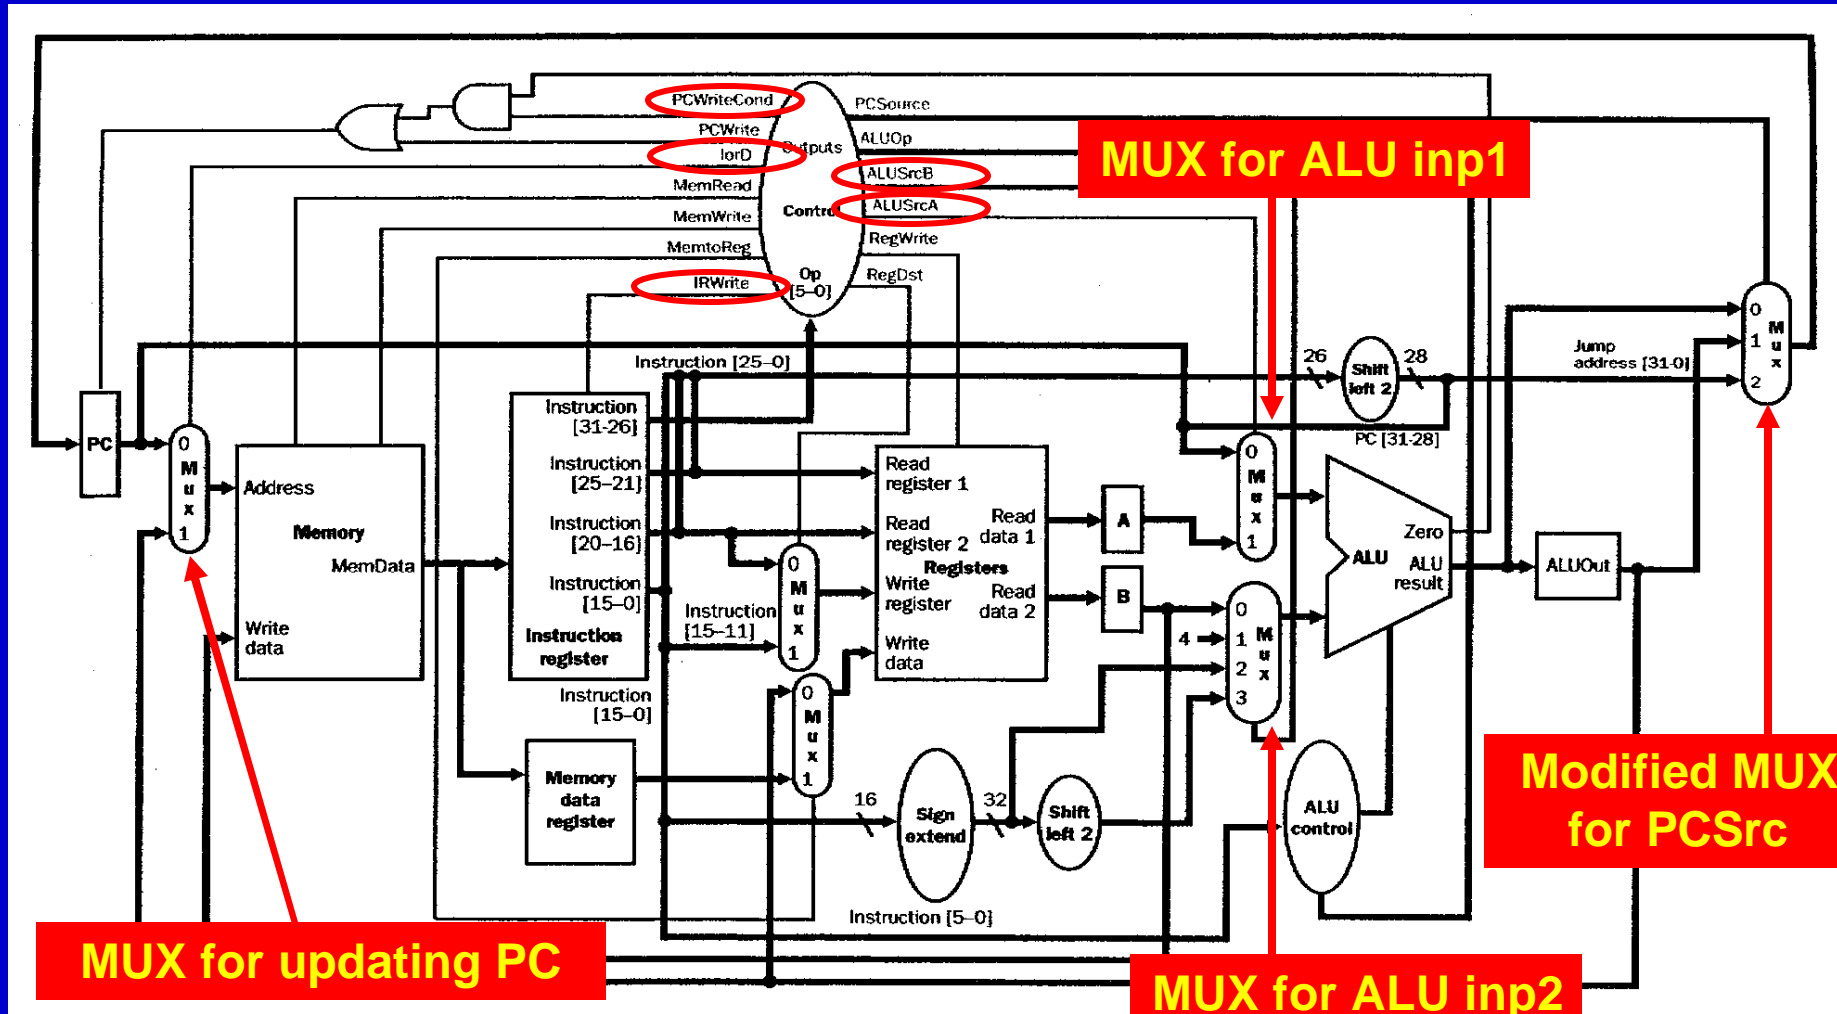 PCWriteCond
PCWrite
IorD
MemRead
MemWrite
MemtoReg
IRWrite
Outputs
Control
Op
[5–0]
PCSource
ALUOp
ALUSrcB
ALUSrcA
RegWrite
RegDst
MUX for ALU inp1
Instruction [25–0]
26
Shift
left 2
28
Jump
address [31-0]
PC [31-28]
0
1
2
M
u
x
PC
0
M
u
x
1
Address
Memory
MemData
Write
data
Instruction
[31-26]
Instruction
[25–21]
Instruction
[20–16]
Instruction
[15–0]
Instruction
register
Instruction
[15–11]
Instruction
[15–0]
Memory
data
register
0
M
u
x
1
0
M
u
x
1
Read
register 1
Read
register 2
Registers
Write
register
Write
data
Read
data 1
Read
data 2
A
B
4
0
M
u
x
1
0
1
2
3
M
u
x
Zero
ALU
ALU
result
ALUOut
16
Sign
extend
32
Shift
left 2
ALU
control
Instruction [5–0]
Modified MUX
for PCSrc
MUX for updating PC
MUX for ALU inp2